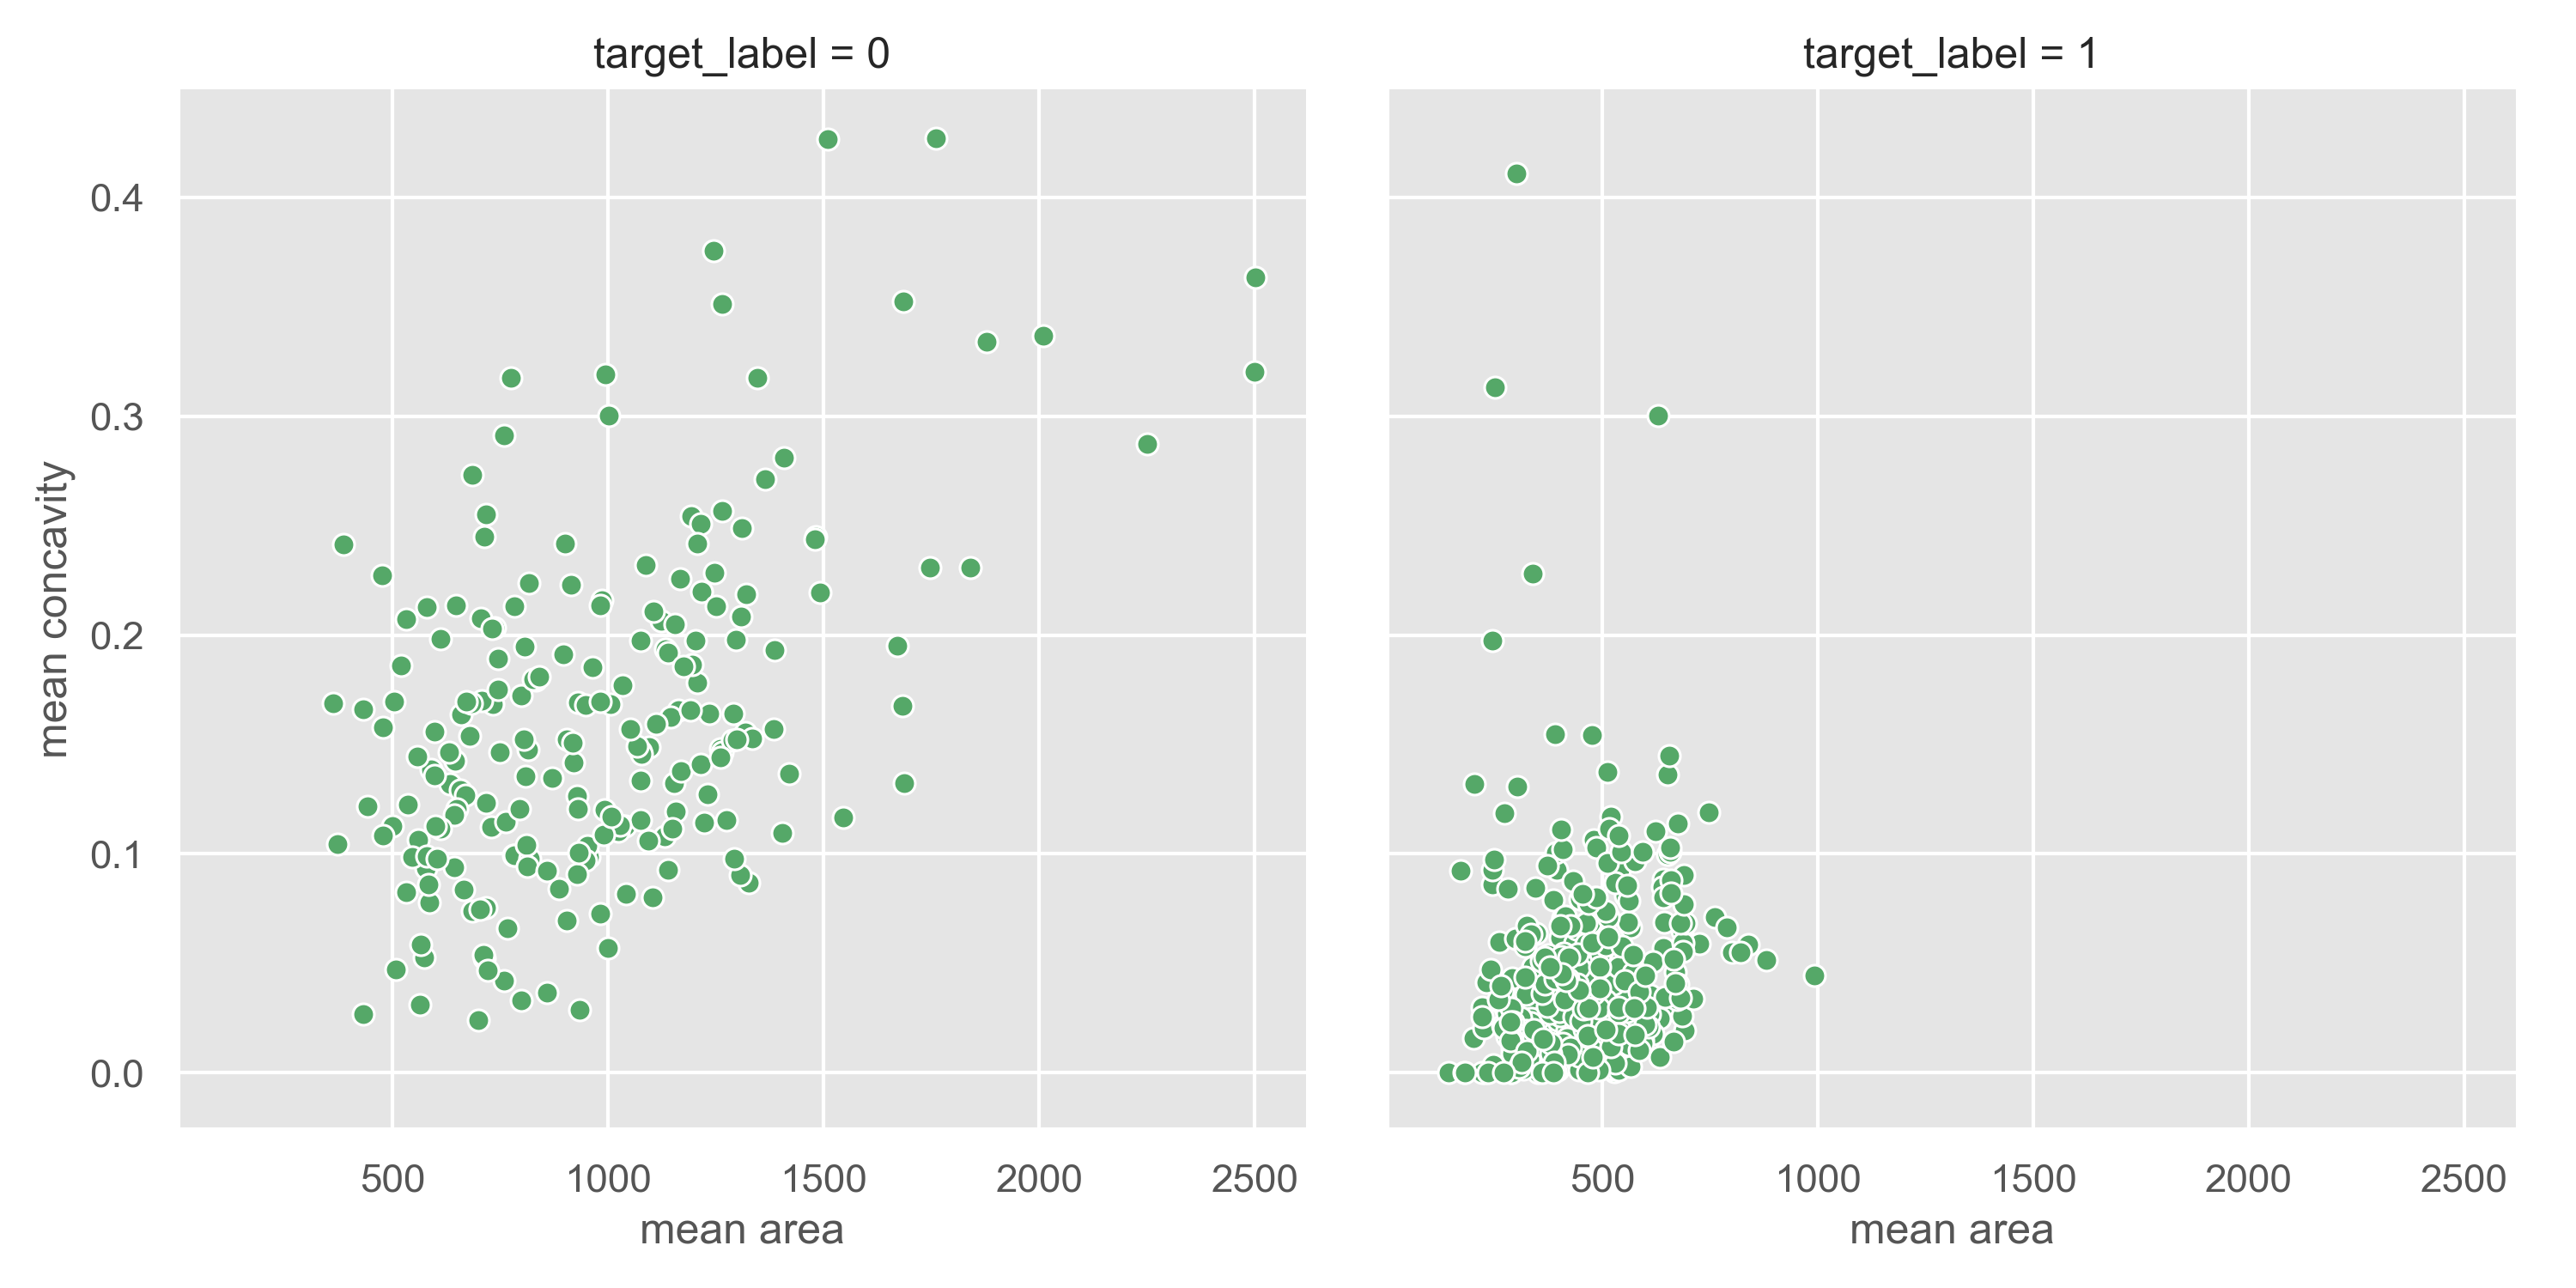 target_label = 0
target_label = 1
mean concavity
0.4
0.3
0.2
0.1
0.0
500 1000 1500 2000 2500
500 1000 1500 2000 2500
mean area
mean area